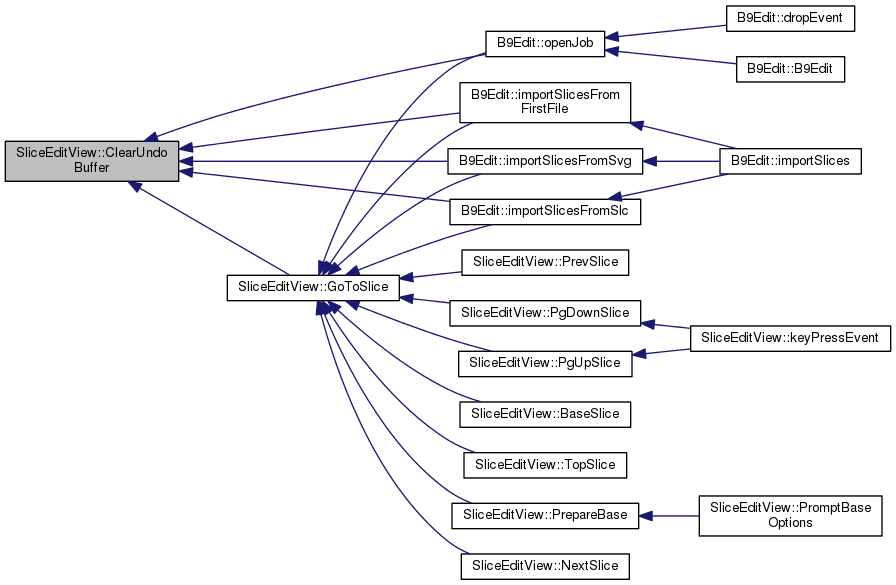 B9Edit::dropEvent
B9Edit::openJob
B9Edit::B9Edit
B9Edit::importSlicesFrom
FirstFile
SliceEditView::ClearUndo
Buffer
B9Edit::importSlicesFromSvg
B9Edit::importSlices
B9Edit::importSlicesFromSlc
SliceEditView::PrevSlice
SliceEditView::GoToSlice
SliceEditView::PgDownSlice
SliceEditView::keyPressEvent
SliceEditView::PgUpSlice
SliceEditView::BaseSlice
SliceEditView::TopSlice
SliceEditView::PrepareBase
SliceEditView::PromptBase
Options
SliceEditView::NextSlice